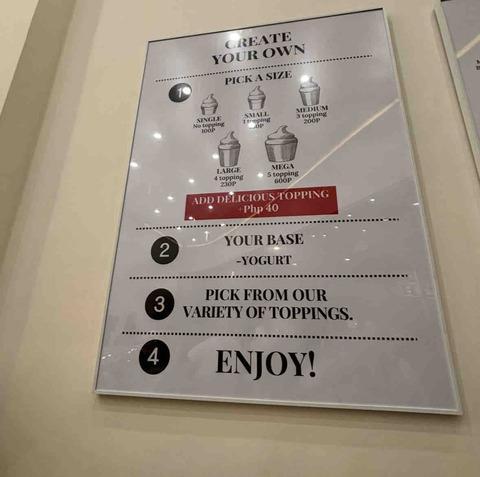 CREATE
YOUR OWN
1
PICK A SIZE
SINGLE
No topping
100P
SMALL
topping
MEDIUM
3 topping
200P
LARGE
4 topping
230P
MEGA
5 topping
600P
ADD DELICIOUS TOPPING
+Php 40
2
YOUR BASE
-YOGURT
3
PICK FROM OUR
VARIETY OF TOPPINGS.
4
ENJOY!